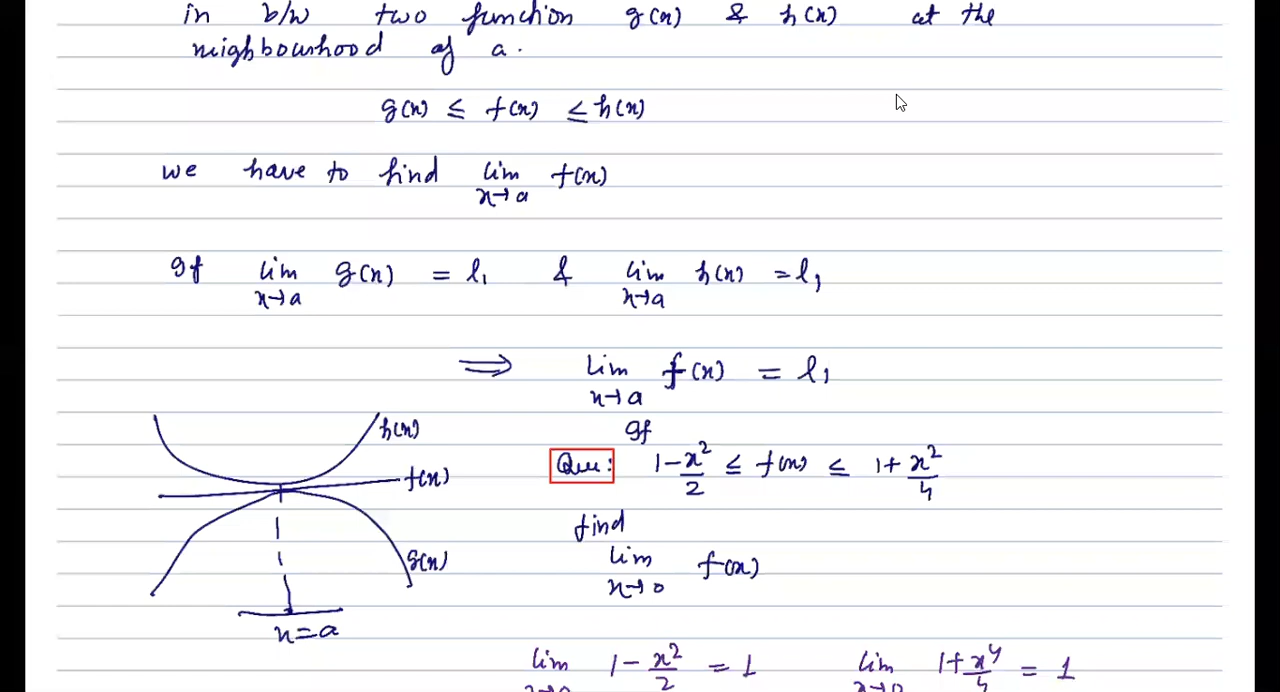 in b/w two function g(x) & h(x) at the
neighbourhood of a.
g(x) ≤ f(x) ≤ h(x)
we have to find lim x→a f(x)
If lim x→a g(x) = l₁ & lim x→a h(x) = l₁
⟹ lim x→a f(x) = l₁
h(x)
f(x)
g(x)
x=a
If
Que: 1-x²/2 ≤ f(x) ≤ 1+x²/4
find
lim x→0 f(x)
lim x→0 1-x²/2 = 1 lim x→0 1+x⁴/4 = 1